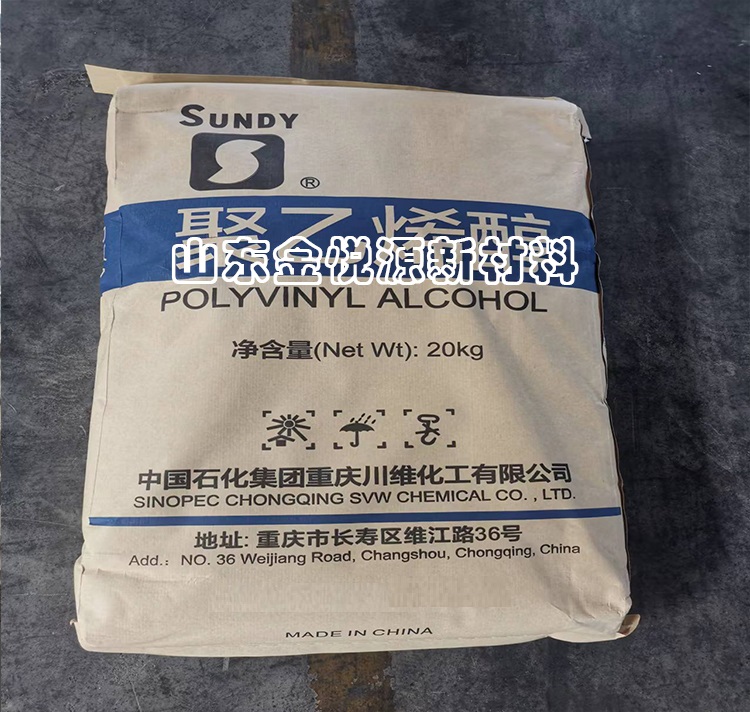 SUNDY
®
聚乙烯醇
山东金悦源新材料
POLYVINYL ALCOHOL
净含量(Net Wt): 20kg
中国石化集团重庆川维化工有限公司
SINOPEC CHONGQING SVW CHEMICAL CO. , LTD.
地址: 重庆市长寿区维江路36号
Add.: NO. 36 Weijiang Road, Changshou, Chongqing, China
MADE IN CHINA